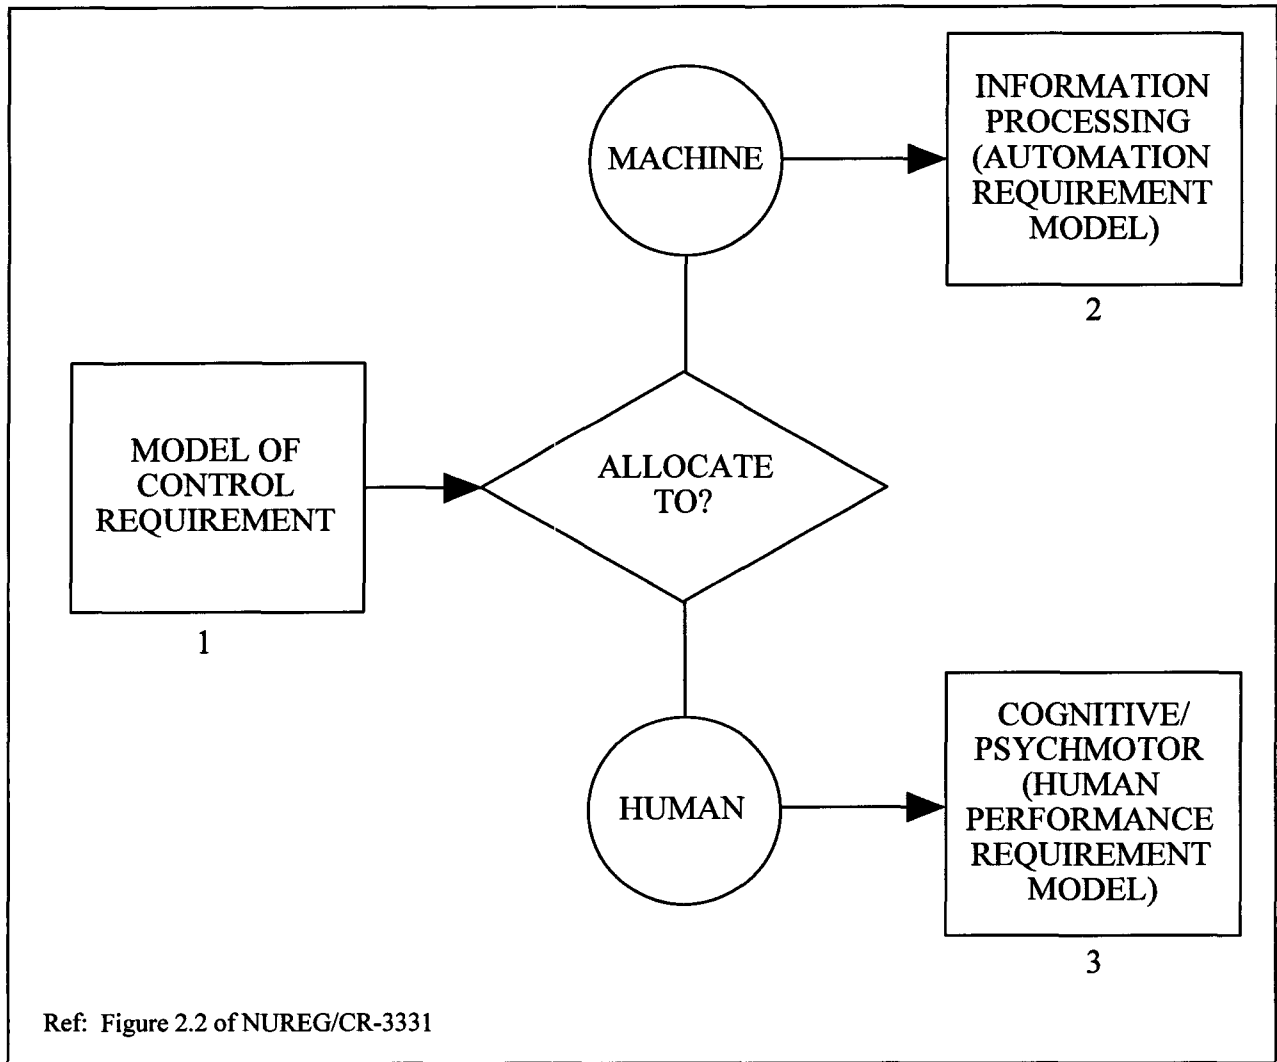 MODEL OF
CONTROL
REQUIREMENT
1
ALLOCATE
TO?
MACHINE
INFORMATION
PROCESSING
(AUTOMATION
REQUIREMENT
MODEL)
2
HUMAN
COGNITIVE/
PSYCHMOTOR
(HUMAN
PERFORMANCE
REQUIREMENT
MODEL)
3
Ref: Figure 2.2 of NUREG/CR-3331